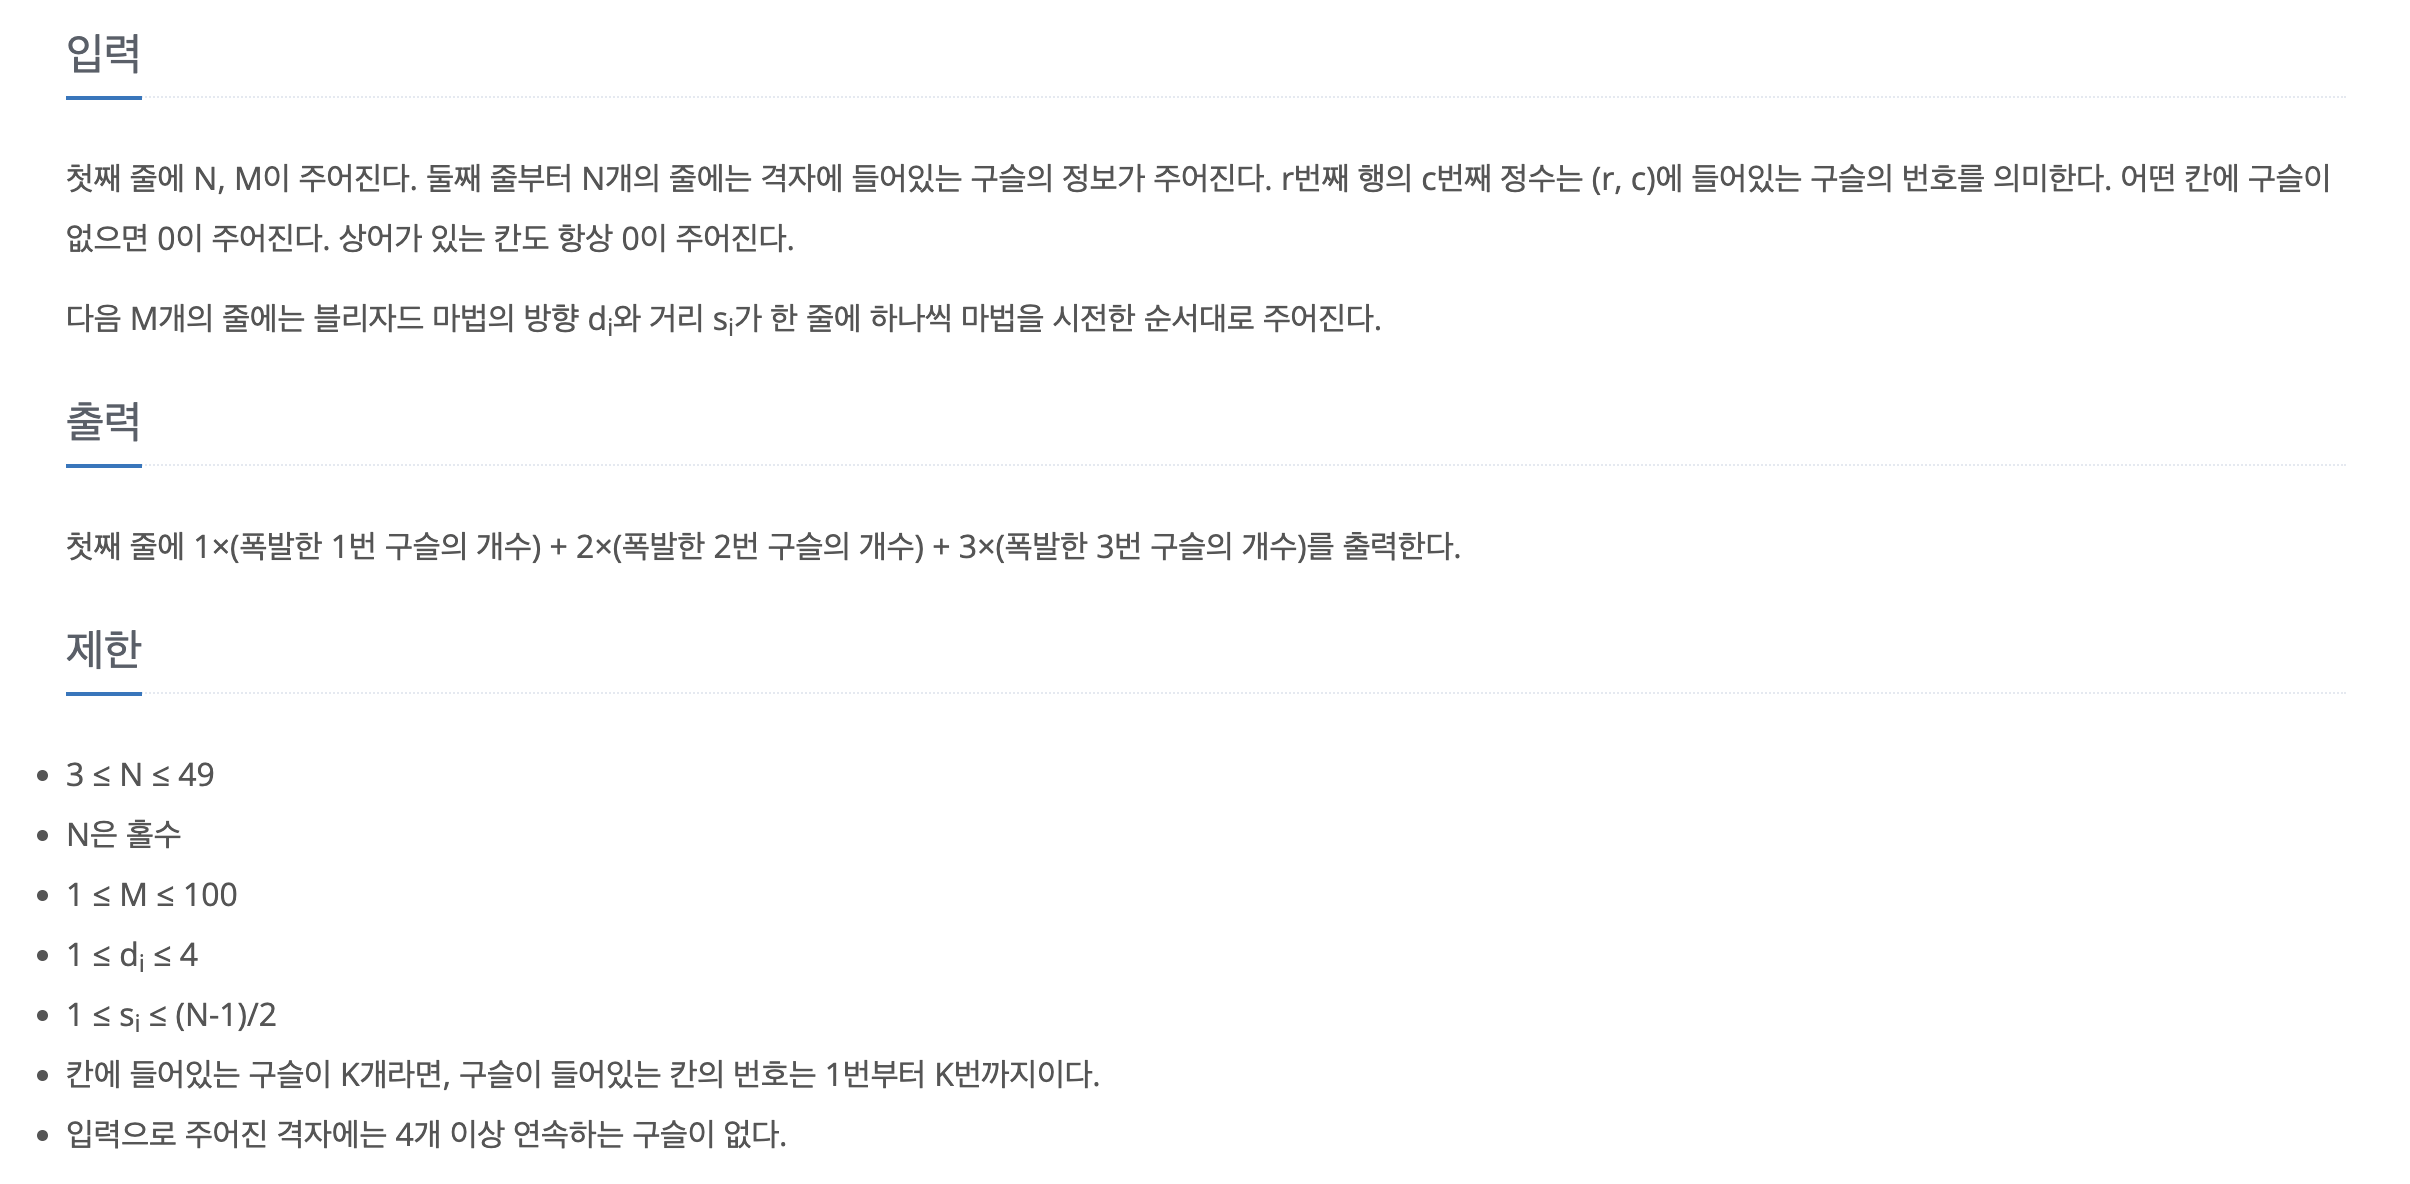 입력
첫째 줄에 N, M이 주어진다. 둘째 줄부터 N개의 줄에는 격자에 들어있는 구슬의 정보가 주어진다. r번째 행의 c번째 정수는 (r, c)에 들어있는 구슬의 번호를 의미한다. 어떤 칸에 구슬이
없으면 0이 주어진다. 상어가 있는 칸도 항상 0이 주어진다.
다음 M개의 줄에는 블리자드 마법의 방향 dᵢ와 거리 sᵢ가 한 줄에 하나씩 마법을 시전한 순서대로 주어진다.
출력
첫째 줄에 1×(폭발한 1번 구슬의 개수) + 2×(폭발한 2번 구슬의 개수) + 3×(폭발한 3번 구슬의 개수)를 출력한다.
제한
• 3 ≤ N ≤ 49
• N은 홀수
• 1 ≤ M ≤ 100
• 1 ≤ dᵢ ≤ 4
• 1 ≤ sᵢ ≤ (N-1)/2
• 칸에 들어있는 구슬이 K개라면, 구슬이 들어있는 칸의 번호는 1번부터 K번까지이다.
• 입력으로 주어진 격자에는 4개 이상 연속하는 구슬이 없다.